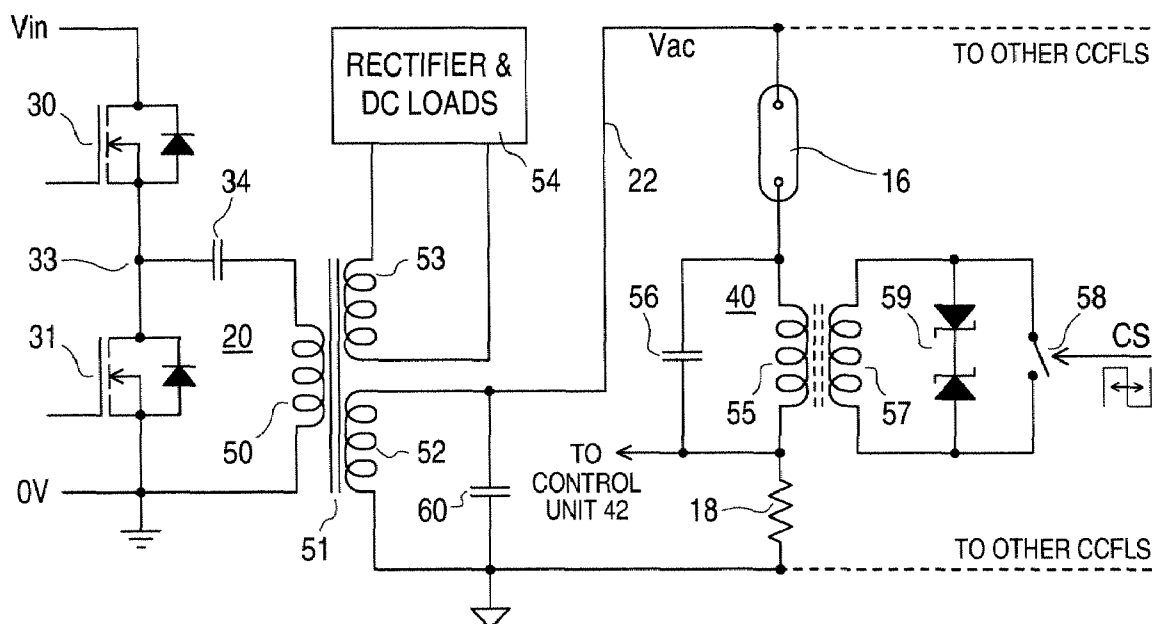 Vin
Vac
TO OTHER CCFLS
RECTIFIER &
DC LOADS
30
54
22
16
34
33
53
56
40
59
58
CS
31
20
55
57
50
52
TO
CONTROL
UNIT 42
0V
60
18
51
TO OTHER CCFLS